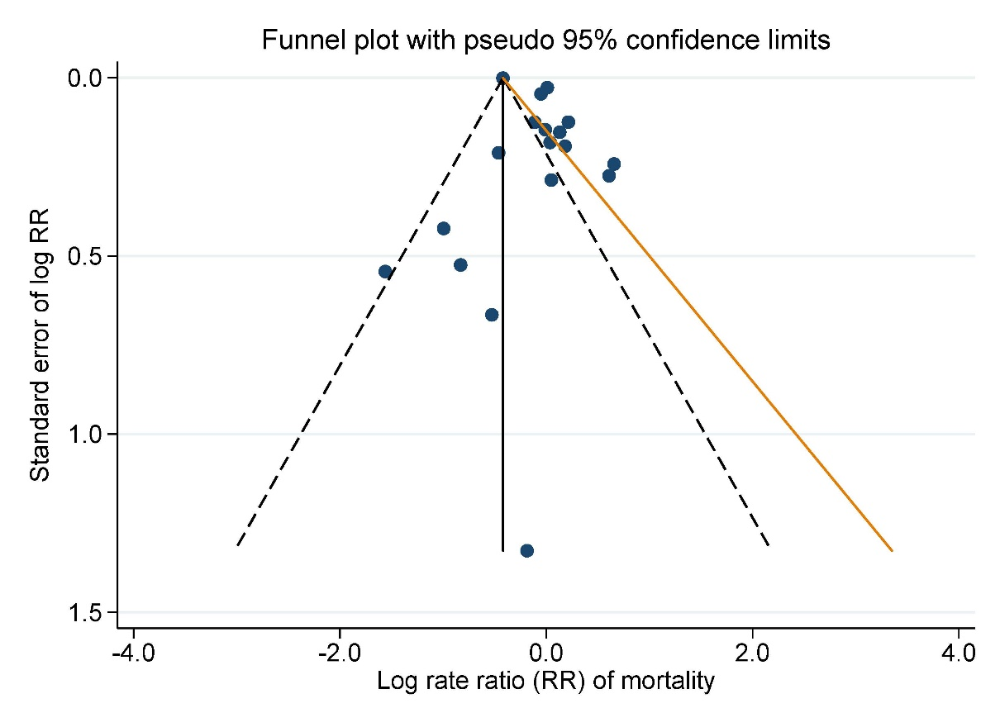 Funnel plot with pseudo 95% confidence limits
Standard error of log RR
0.0
0.5
1.0
1.5
-4.0 -2.0 0.0 2.0 4.0
Log rate ratio (RR) of mortality